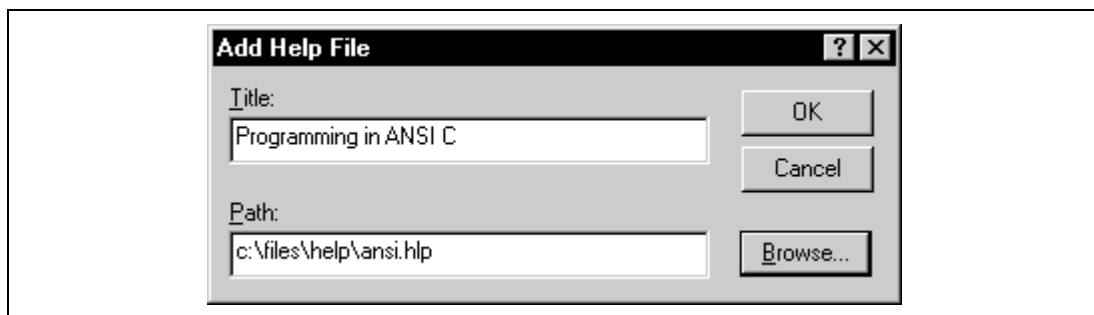 Add Help File
Title:
OK
Programming in ANSI C
Cancel
Path:
c:\files\help\ansi.hlp
Browse...